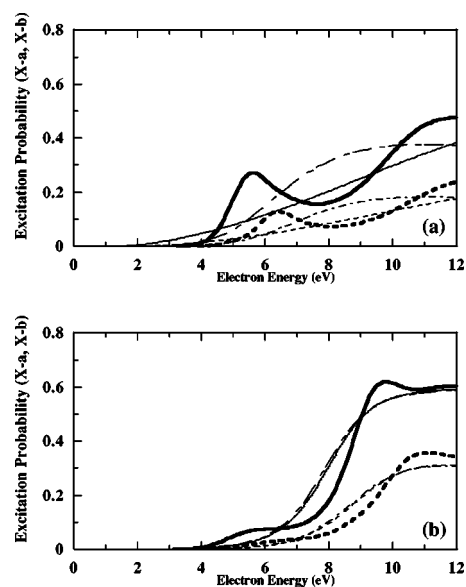 Excitation Probability (X-a, X-b)
0.8
0.6
0.4
0.2
0
0 2 4 6 8 10 12
Electron Energy (eV)
(a)
Excitation Probability (X-a, X-b)
0.8
0.6
0.4
0.2
0
0 2 4 6 8 10 12
Electron Energy (eV)
(b)